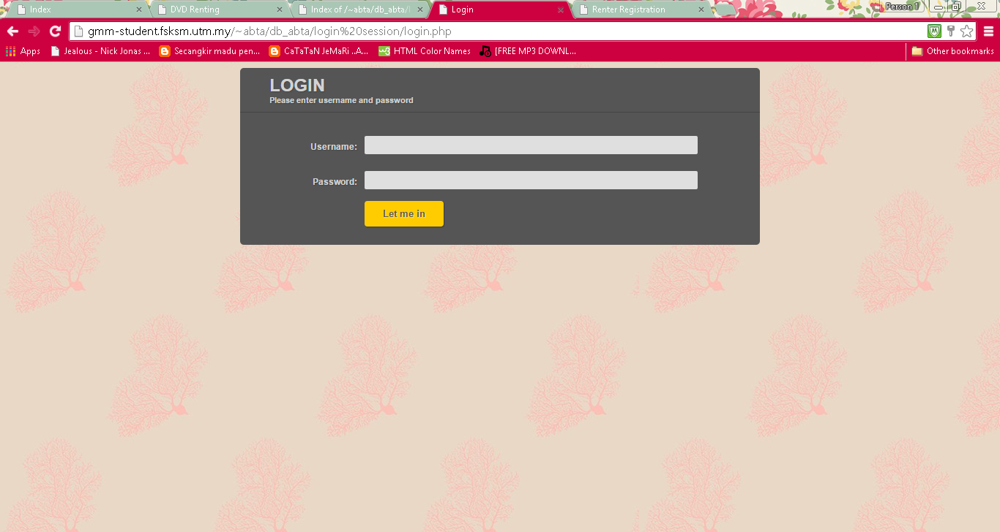 Index
DVD Renting
Index of /~abta/db_abta/
Login
Renter Registration
Person 1
gmm-student.fsksm.utm.my/~abta/db_abta/login%20session/login.php
Apps
Jealous - Nick Jonas ...
Secangkir madu pen...
CaTaTaN JeMaRi ..A...
HTML Color Names
[FREE MP3 DOWNL...
Other bookmarks
LOGIN
Please enter username and password
Username:
Password:
Let me in